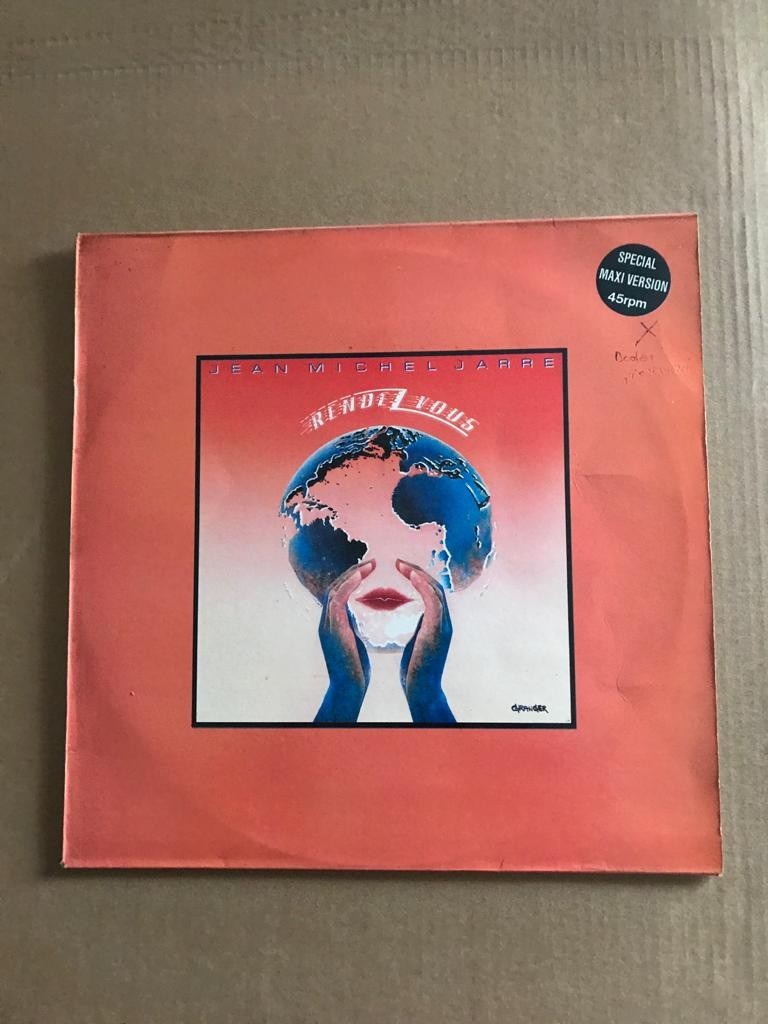 SPECIAL
MAXI VERSION
45rpm
JEAN MICHEL JARRE
RENDEZ VOUS
GRANGER